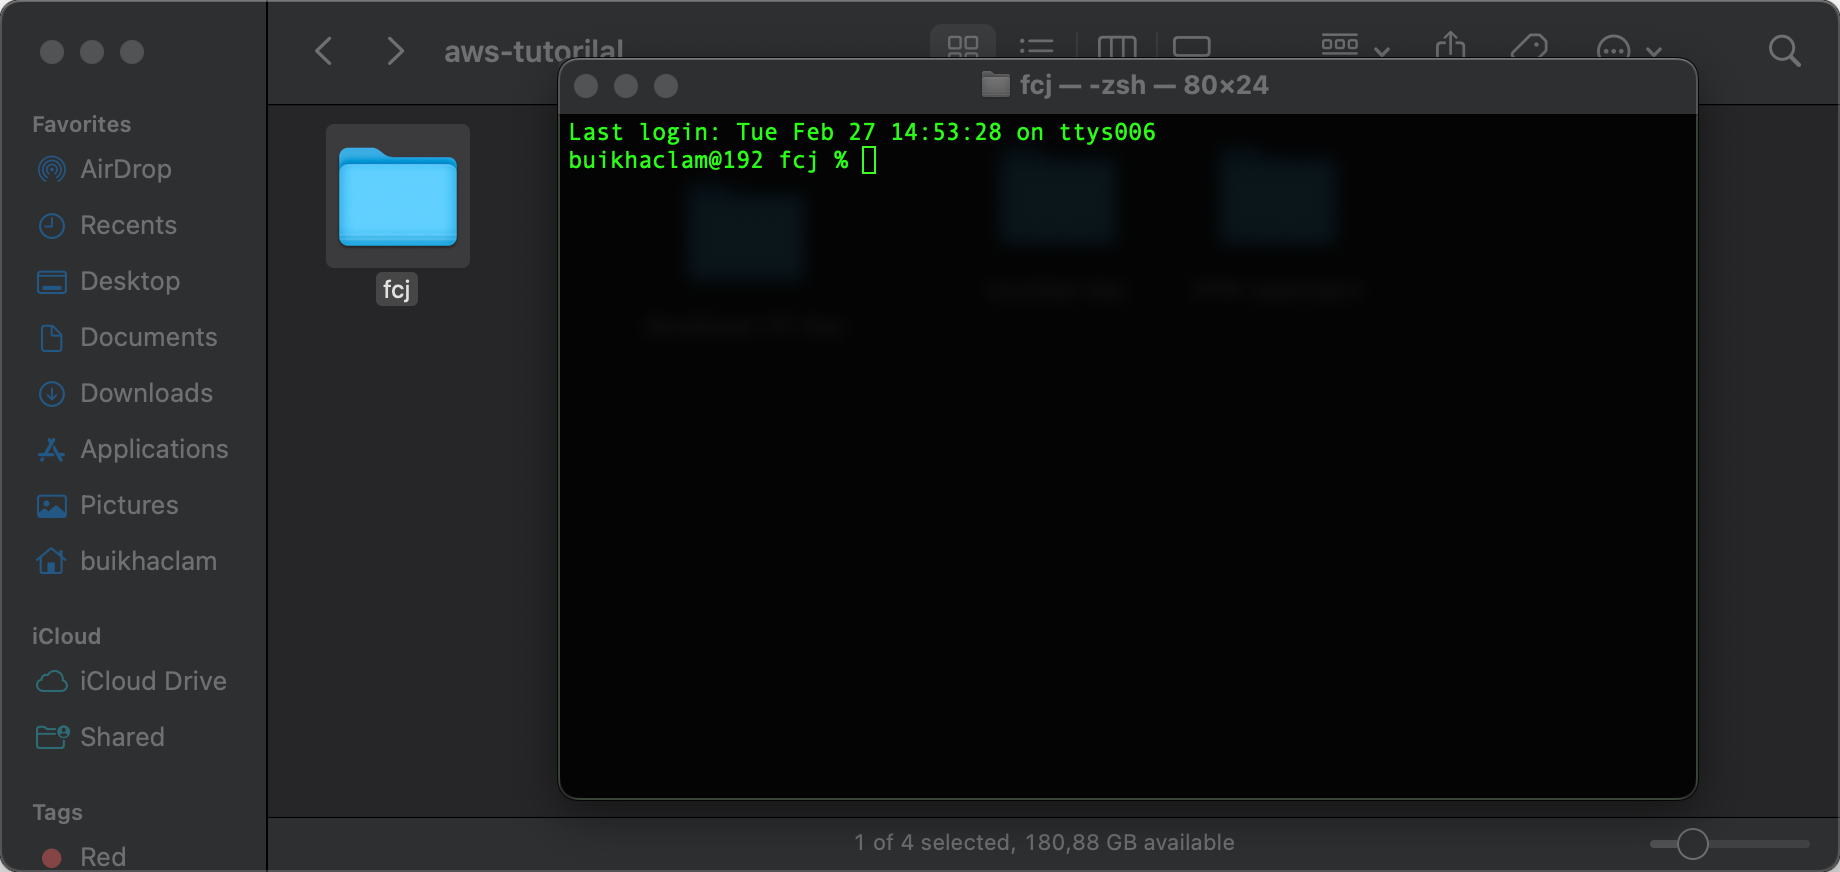 aws-tutorilal
Favorites
AirDrop
Recents
Desktop
Documents
Downloads
Applications
Pictures
buikhaclam
iCloud
iCloud Drive
Shared
Tags
Red
fcj
fcj — -zsh — 80×24
Last login: Tue Feb 27 14:53:28 on ttys006
buikhaclam@192 fcj %
1 of 4 selected, 180,88 GB available